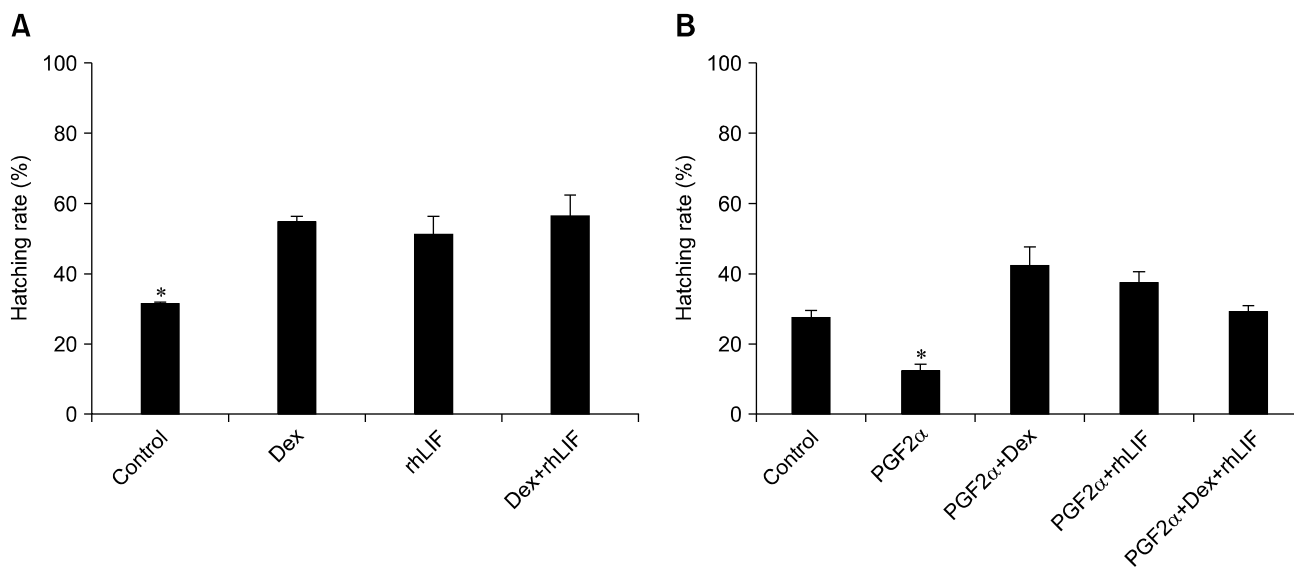 A
Hatching rate (%)
100
80
60
40
20
0
*
Control
Dex
rhLIF
Dex+rhLIF
B
Hatching rate (%)
100
80
60
40
20
0
*
Control
PGF2α
PGF2α+Dex
PGF2α+rhLIF
PGF2α+Dex+rhLIF